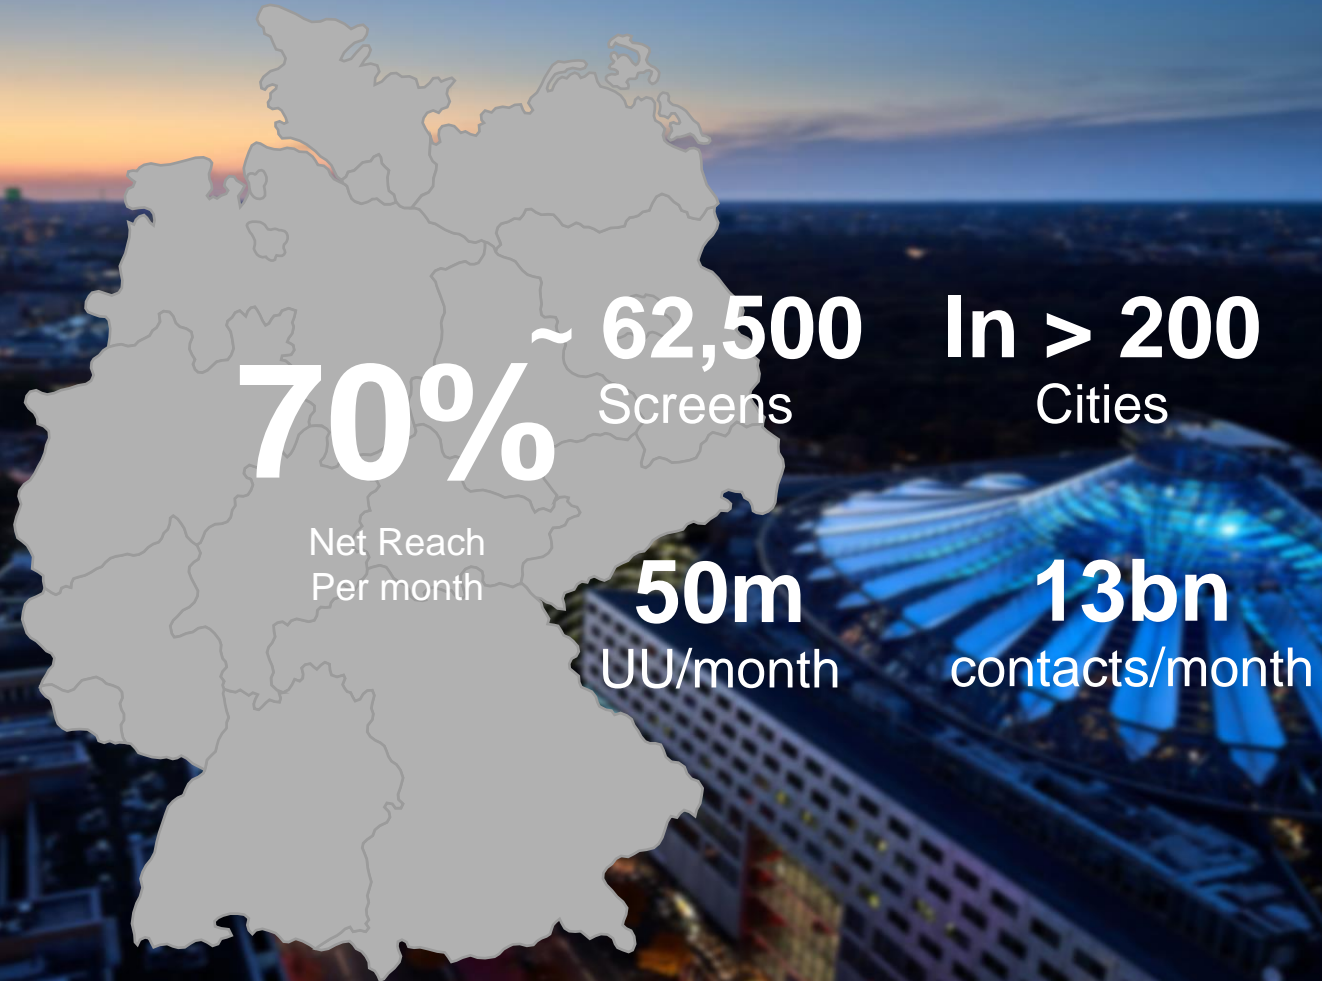 70%
Net Reach
Per month
~ 62,500
Screens
In > 200
Cities
50m
UU/month
13bn
contacts/month